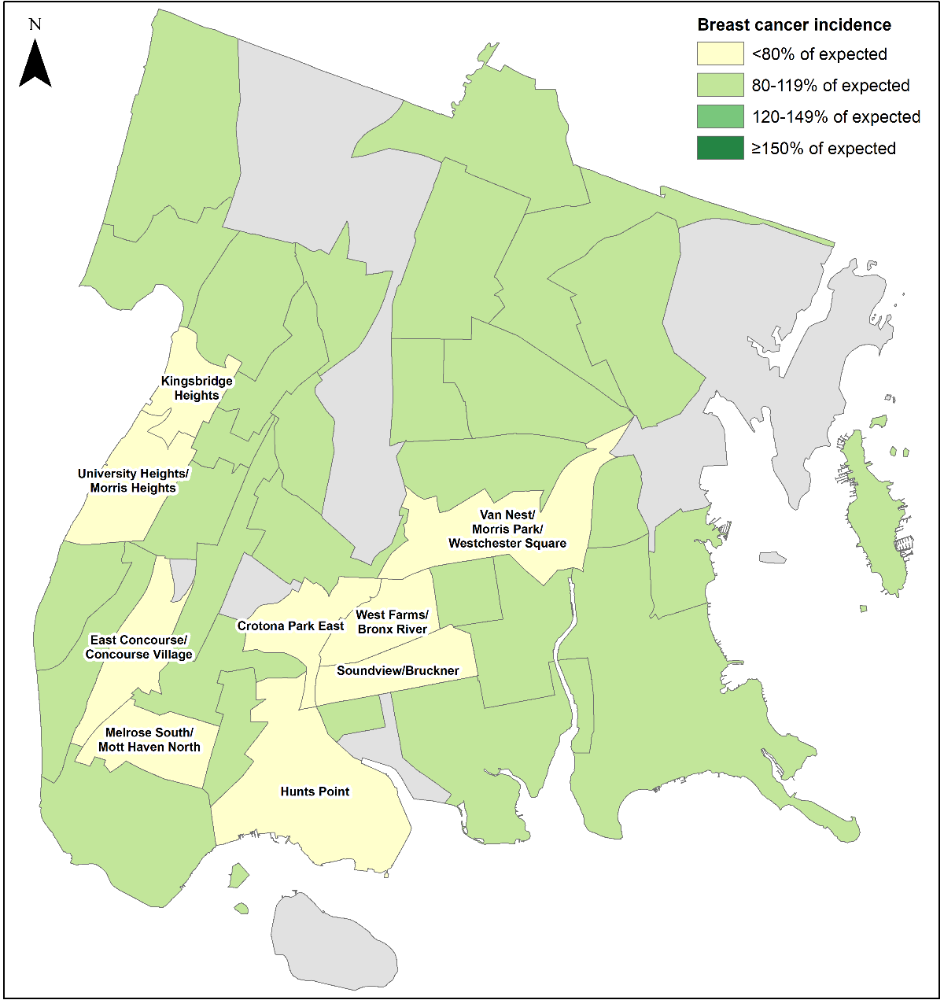 N
Breast cancer incidence
<80% of expected
80-119% of expected
120-149% of expected
≥150% of expected
Kingsbridge
Heights
University Heights/
Morris Heights
Van Nest/
Morris Park/
Westchester Square
West Farms/
Bronx River
Crotona Park East
East Concourse/
Concourse Village
Soundview/Bruckner
Melrose South/
Mott Haven North
Hunts Point